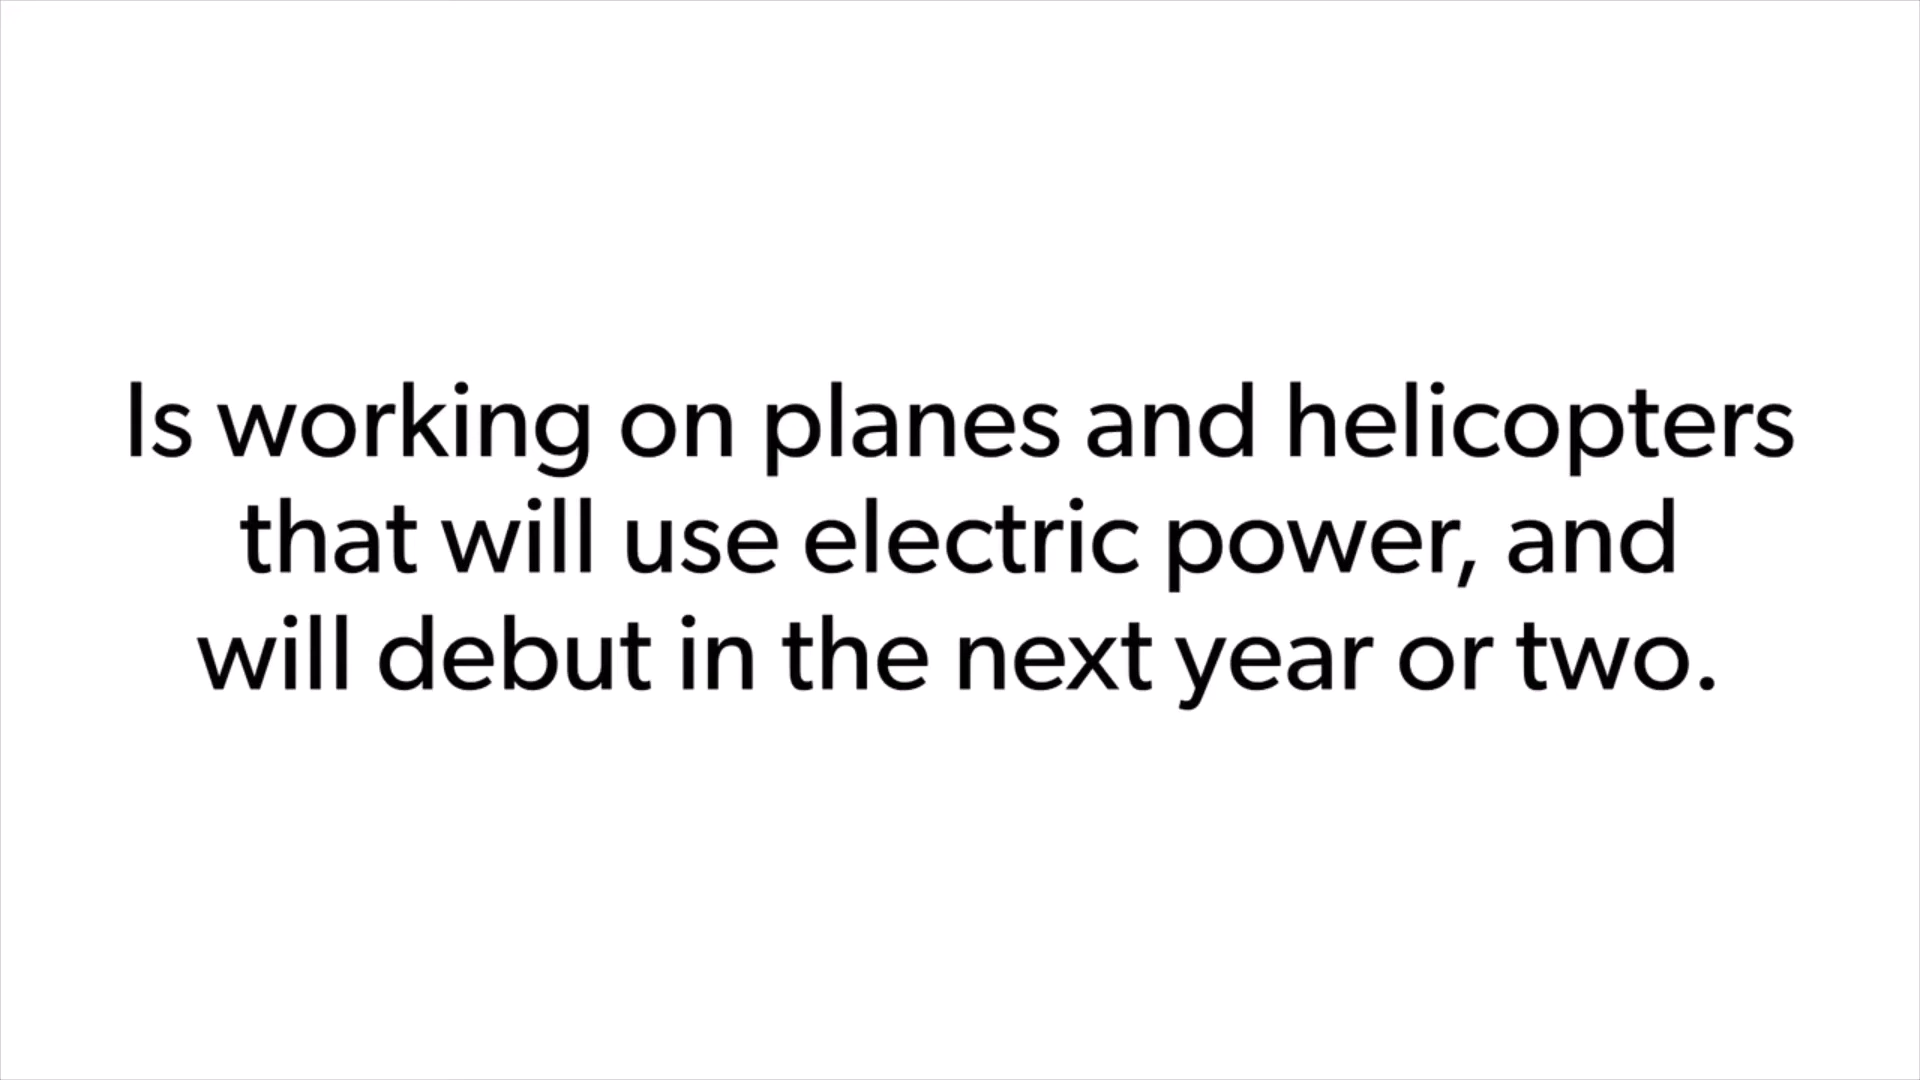 Is working on planes and helicopters
that will use electric power, and
will debut in the next year or two.